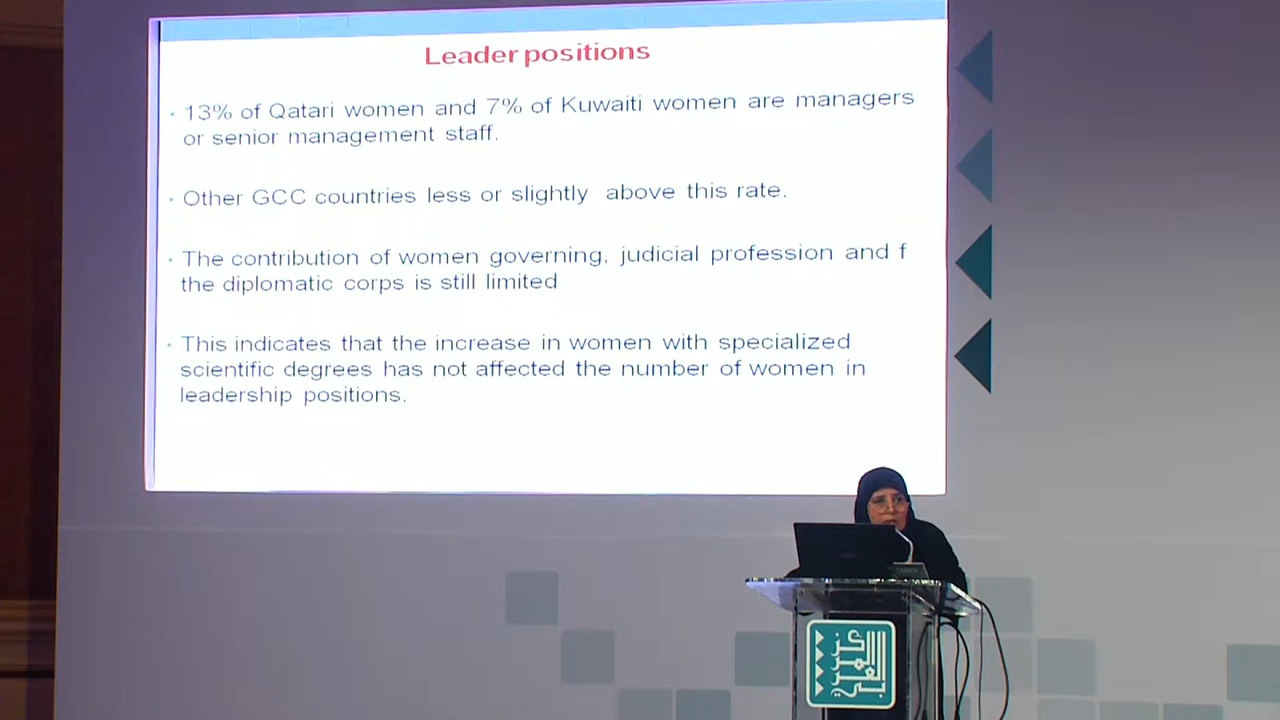 Leader positions
• 13% of Qatari women and 7% of Kuwaiti women are managers
or senior management staff.
• Other GCC countries less or slightly above this rate.
• The contribution of women governing, judicial profession and f
the diplomatic corps is still limited
• This indicates that the increase in women with specialized
scientific degrees has not affected the number of women in
leadership positions.